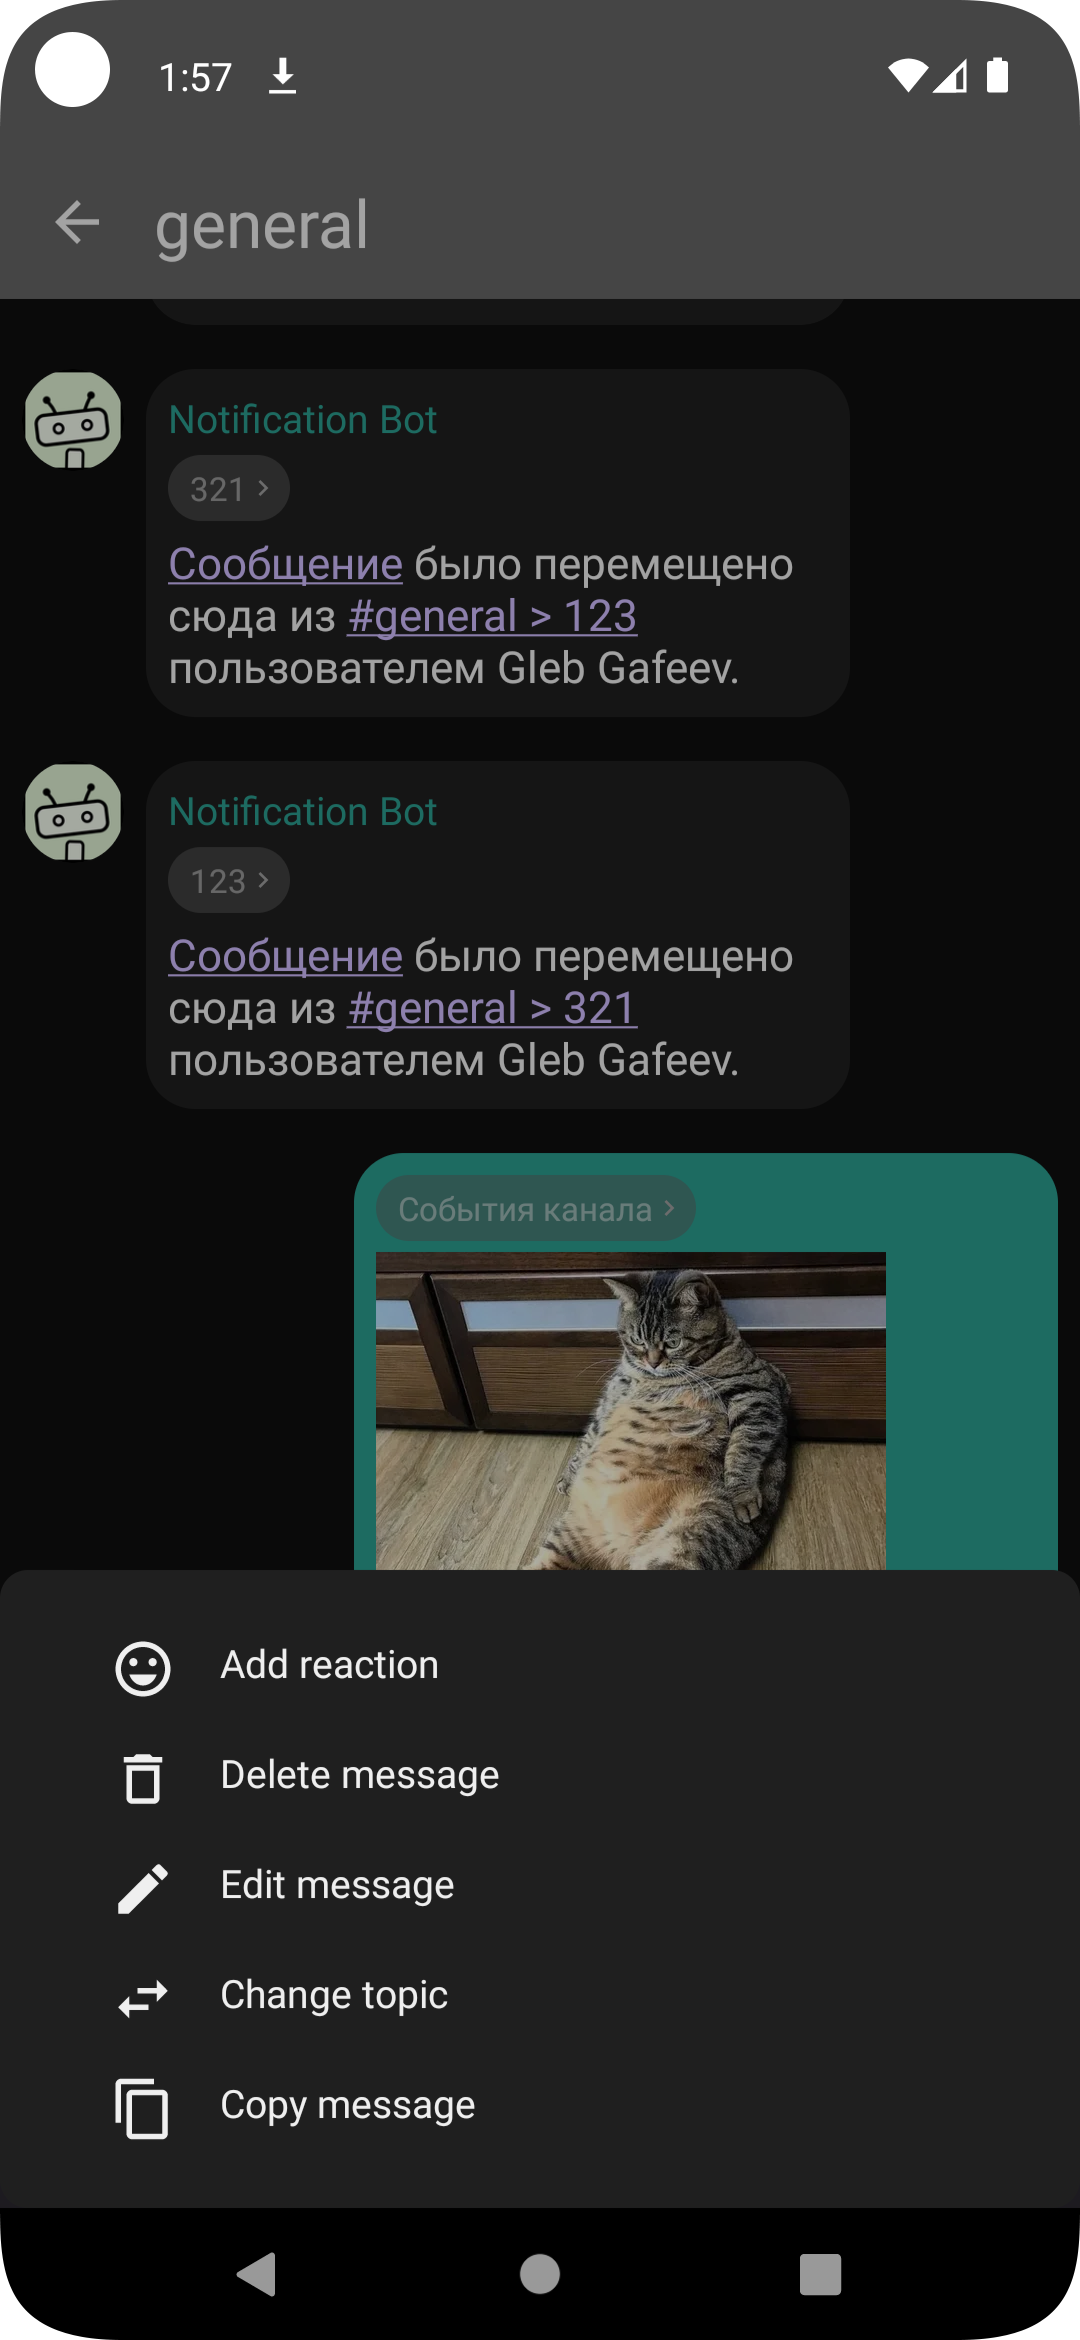 1:57
general
Notification Bot
321 >
Сообщение было перемещено
сюда из #general > 123
пользователем Gleb Gafeev.
Notification Bot
123 >
Сообщение было перемещено
сюда из #general > 321
пользователем Gleb Gafeev.
События канала >
Add reaction
Delete message
Edit message
Change topic
Copy message